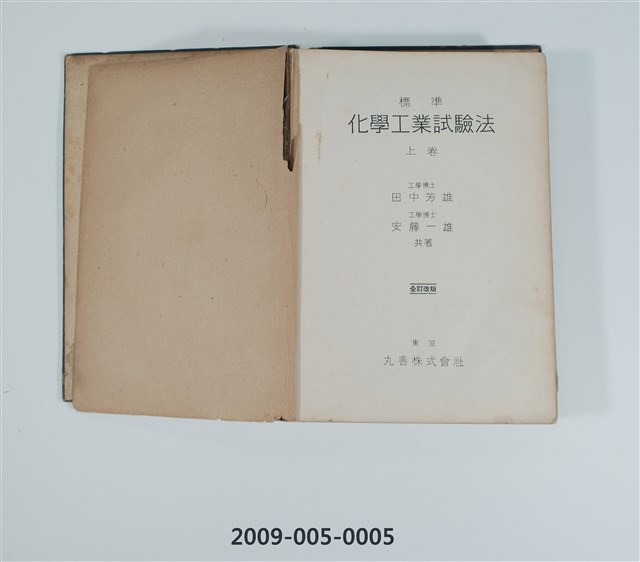 標準
化學工業試驗法
上卷
工學博士
田中芳雄
工學博士
安藤一雄
共著
全訂改版
東京
丸善株式會社
2009-005-0005